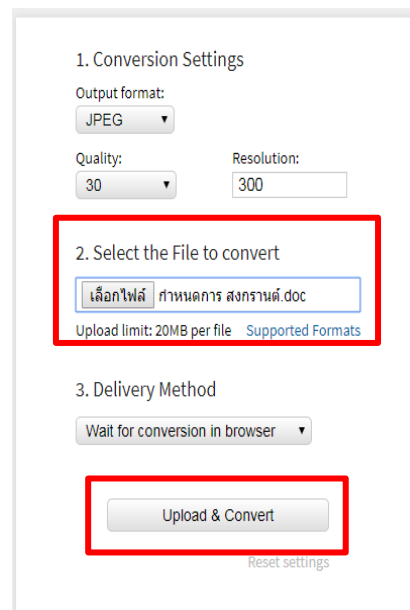 1. Conversion Settings
Output format:
JPEG
Quality: Resolution:
30 300
2. Select the File to convert
เลือกไฟล์ กำหนดการ สงกรานต์.doc
Upload limit: 20MB per file Supported Formats
3. Delivery Method
Wait for conversion in browser
Upload & Convert
Reset settings